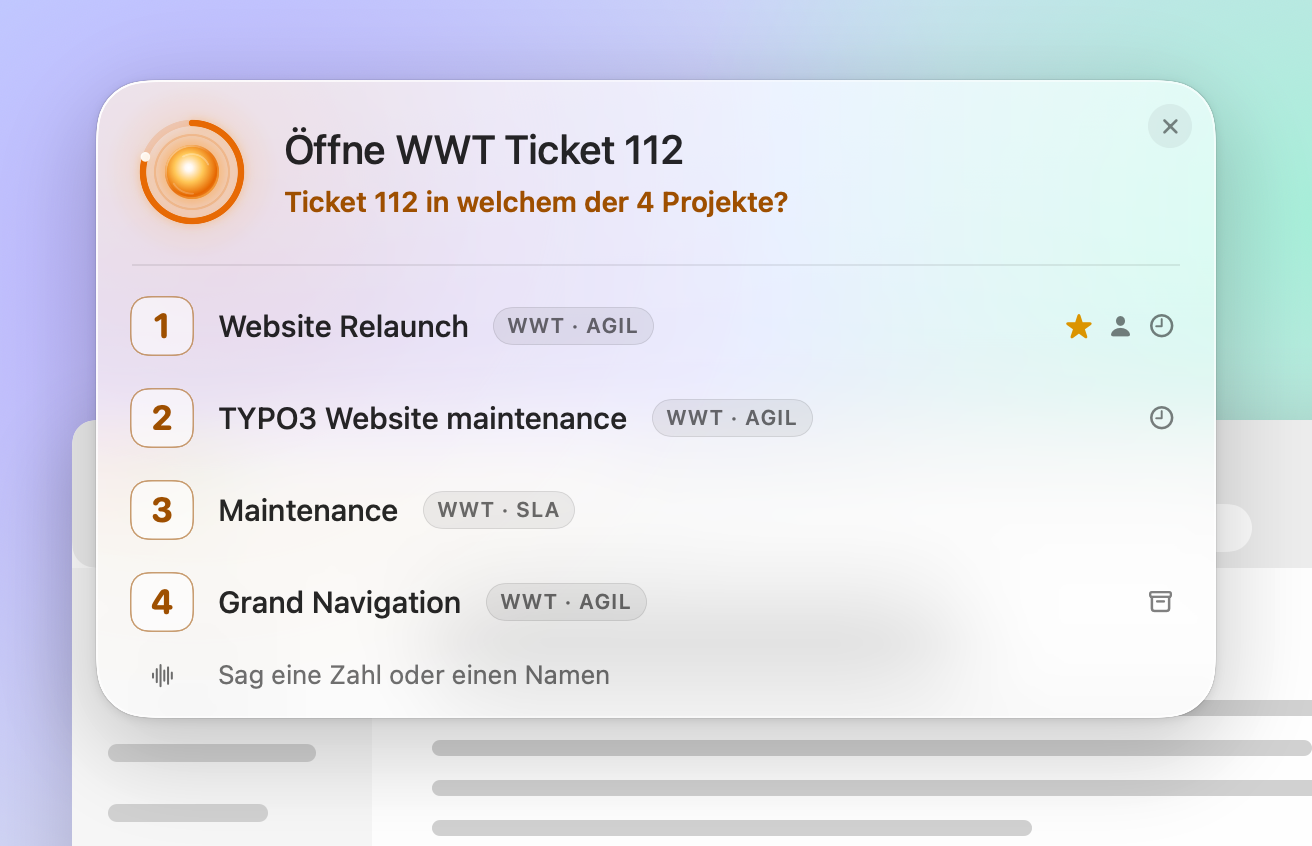 Öffne WWT Ticket 112
Ticket 112 in welchem der 4 Projekte?
1 Website Relaunch WWT · AGIL
2 TYPO3 Website maintenance WWT · AGIL
3 Maintenance WWT · SLA
4 Grand Navigation WWT · AGIL
Sag eine Zahl oder einen Namen